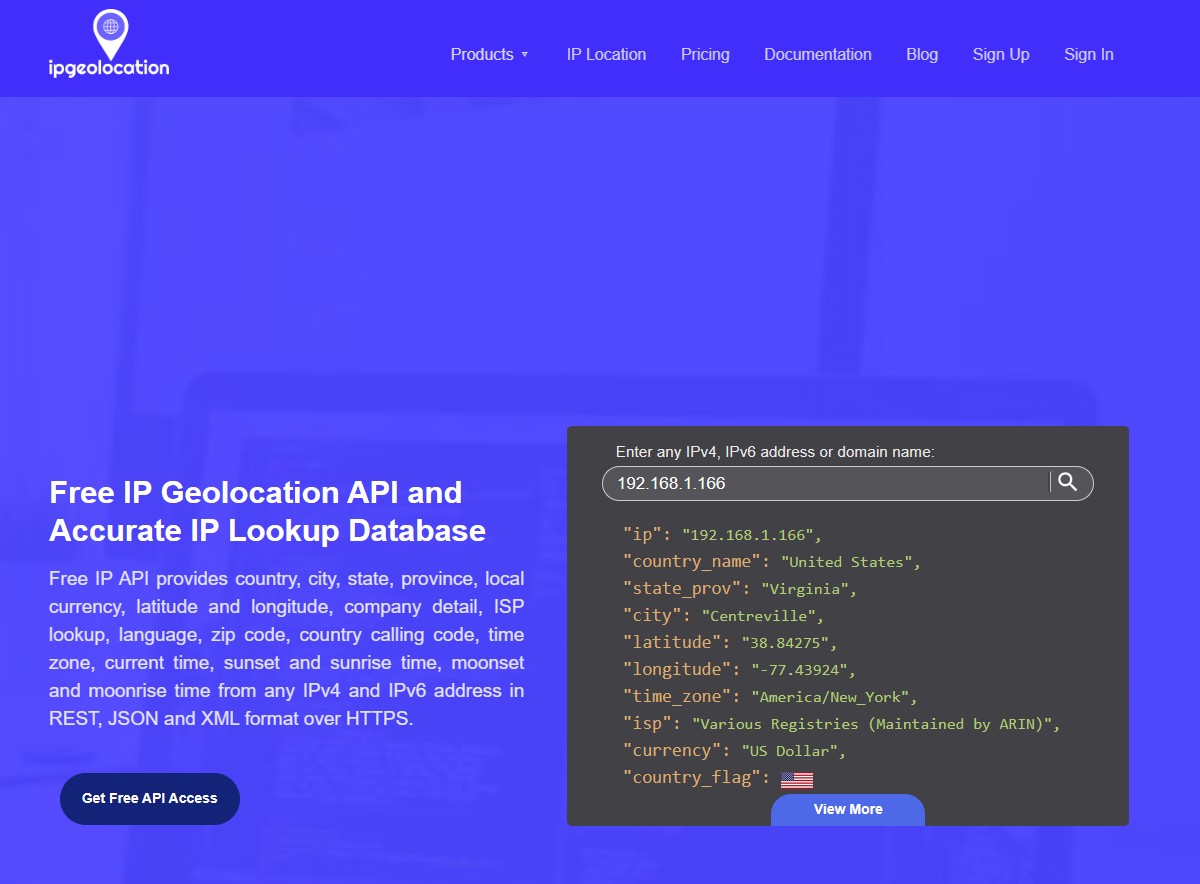 ipgeolocation
Products ▼ IP Location Pricing Documentation Blog Sign Up Sign In
Free IP Geolocation API and
Accurate IP Lookup Database
Free IP API provides country, city, state, province, local
currency, latitude and longitude, company detail, ISP
lookup, language, zip code, country calling code, time
zone, current time, sunset and sunrise time, moonset
and moonrise time from any IPv4 and IPv6 address in
REST, JSON and XML format over HTTPS.
Get Free API Access
Enter any IPv4, IPv6 address or domain name:
192.168.1.166
"ip": "192.168.1.166",
"country_name": "United States",
"state_prov": "Virginia",
"city": "Centreville",
"latitude": "38.84275",
"longitude": "-77.43924",
"time_zone": "America/New_York",
"isp": "Various Registries (Maintained by ARIN)",
"currency": "US Dollar",
"country_flag":
View More